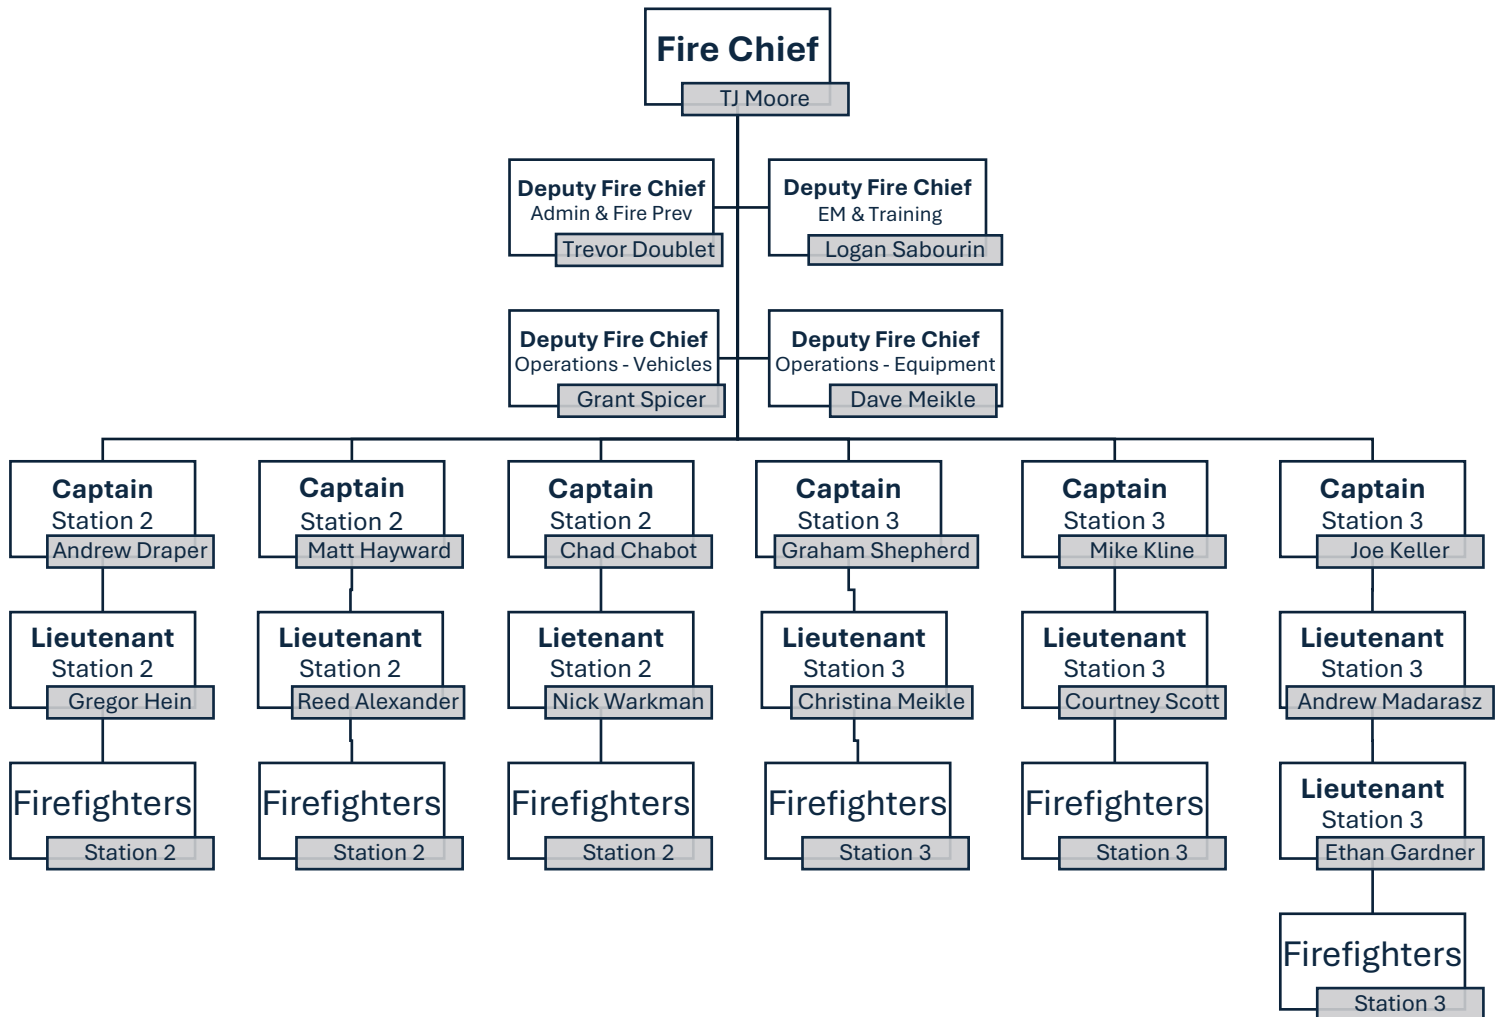 Fire Chief
TJ Moore
Deputy Fire Chief
Admin & Fire Prev
Trevor Doublet
Deputy Fire Chief
EM & Training
Logan Sabourin
Deputy Fire Chief
Operations - Vehicles
Grant Spicer
Deputy Fire Chief
Operations - Equipment
Dave Meikle
Captain
Station 2
Andrew Draper
Captain
Station 2
Matt Hayward
Captain
Station 2
Chad Chabot
Captain
Station 3
Graham Shepherd
Captain
Station 3
Mike Kline
Captain
Station 3
Joe Keller
Lieutenant
Station 2
Gregor Hein
Lieutenant
Station 2
Reed Alexander
Lietenant
Station 2
Nick Warkman
Lieutenant
Station 3
Christina Meikle
Lieutenant
Station 3
Courtney Scott
Lieutenant
Station 3
Andrew Madarasz
Firefighters
Station 2
Firefighters
Station 2
Firefighters
Station 2
Firefighters
Station 3
Firefighters
Station 3
Lieutenant
Station 3
Ethan Gardner
Firefighters
Station 3